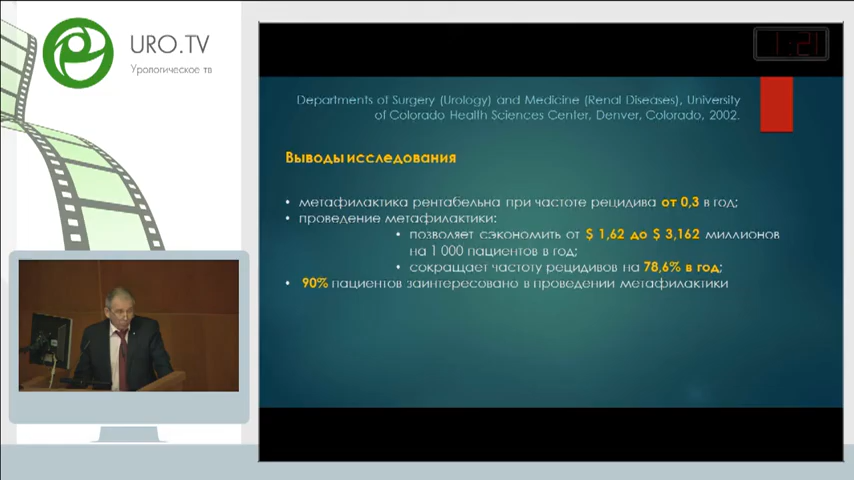 URO.TV
Урологическое тв
1:21
Departments of Surgery (Urology) and Medicine (Renal Diseases), University
of Colorado Health Sciences Center, Denver, Colorado, 2002.
Выводы исследования
• метафилактика рентабельна при частоте рецидива от 0,3 в год;
• проведение метафилактики:
• позволяет сэкономить от $ 1,62 до $ 3,162 миллионов
на 1 000 пациентов в год;
• сокращает частоту рецидивов на 78,6% в год;
• 90% пациентов заинтересовано в проведении метафилактики